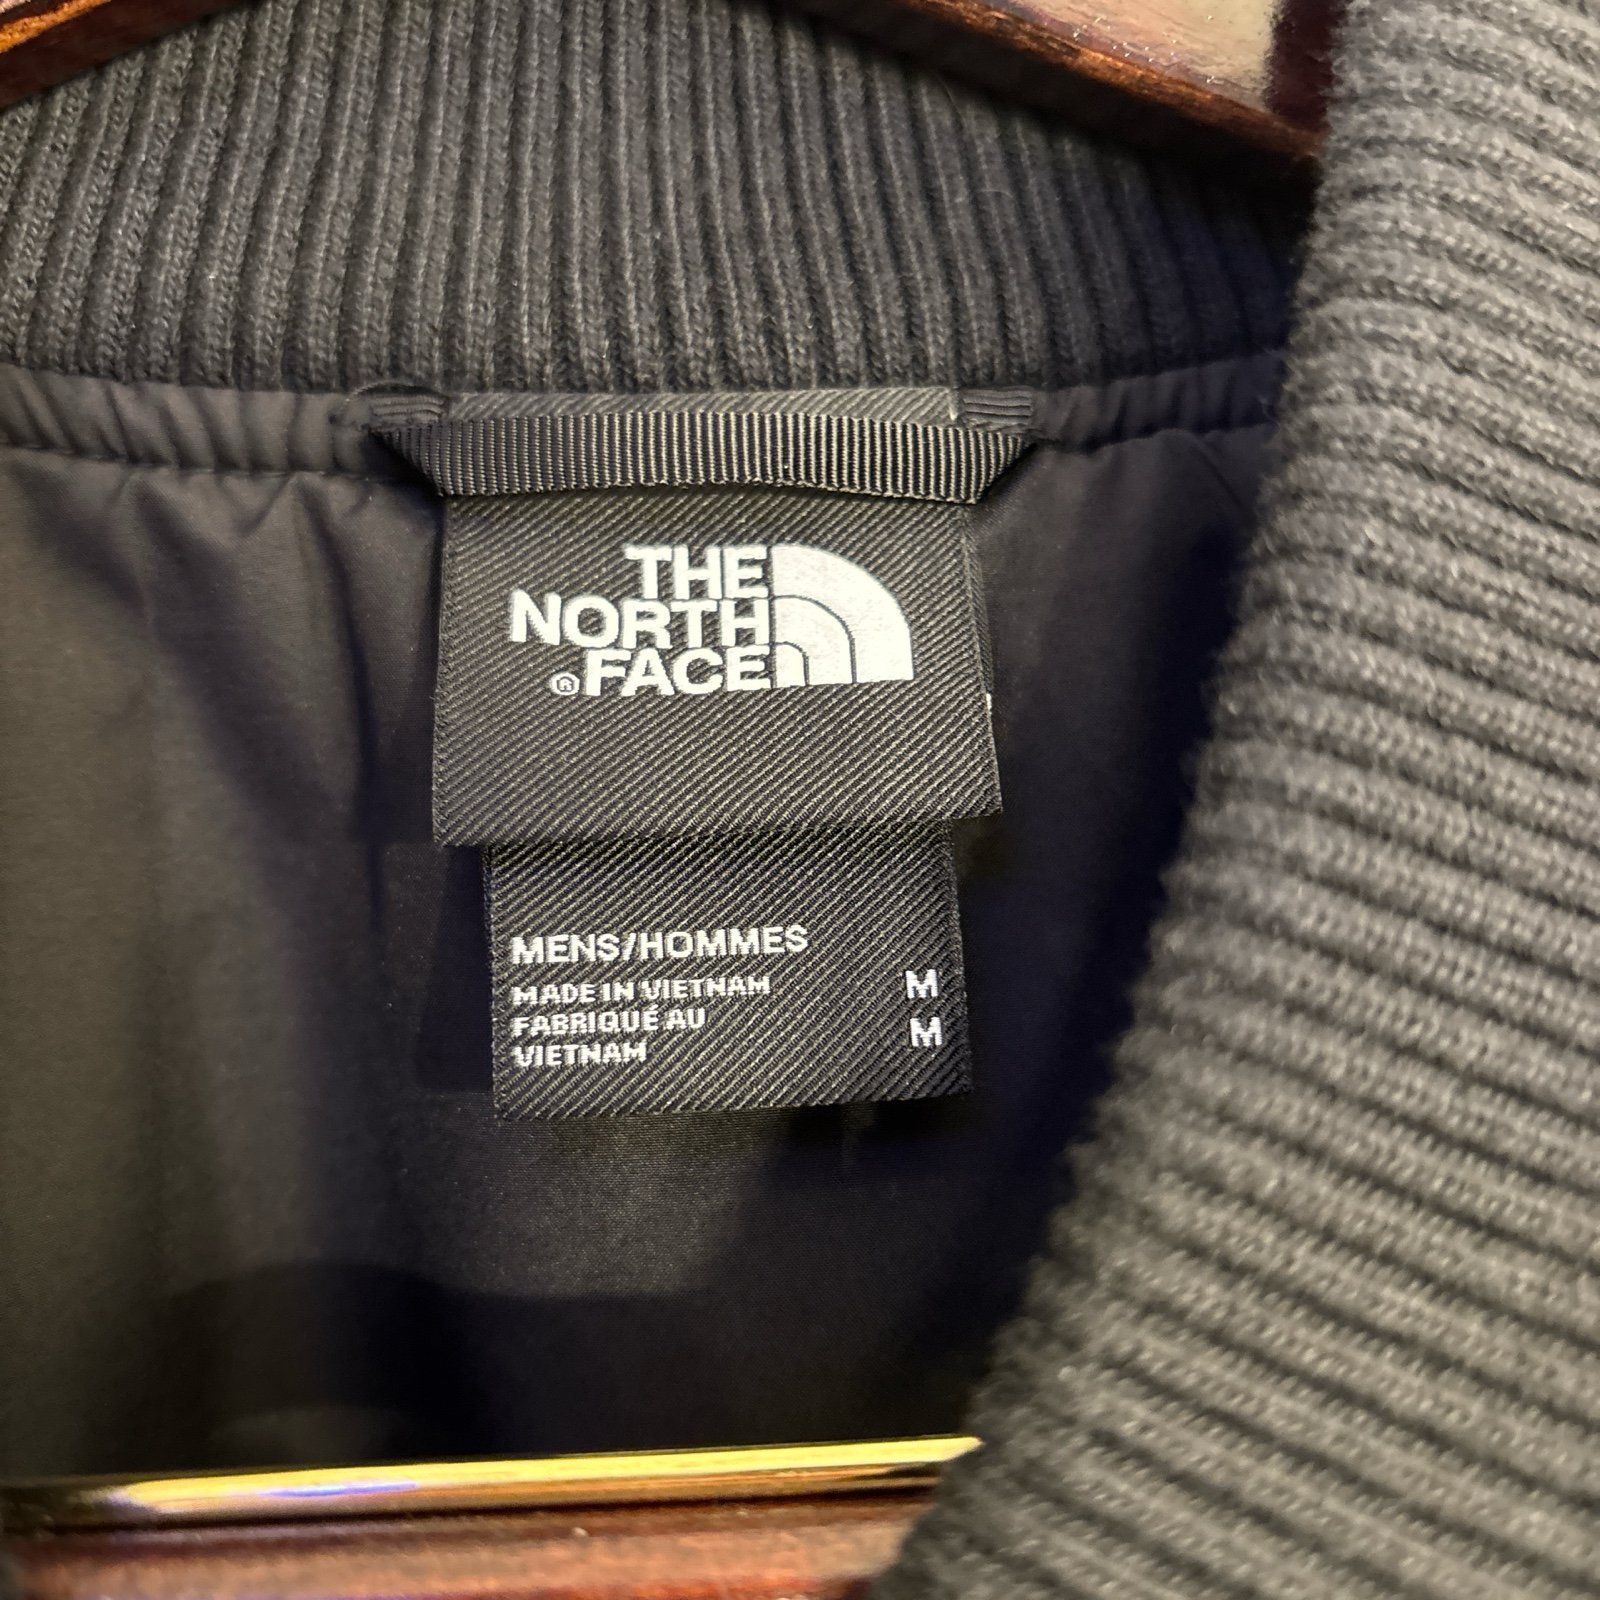 THE
NORTH
®FACE
MENS/HOMMES
MADE IN VIETNAM M
FABRIQUÉ AU M
VIETNAM